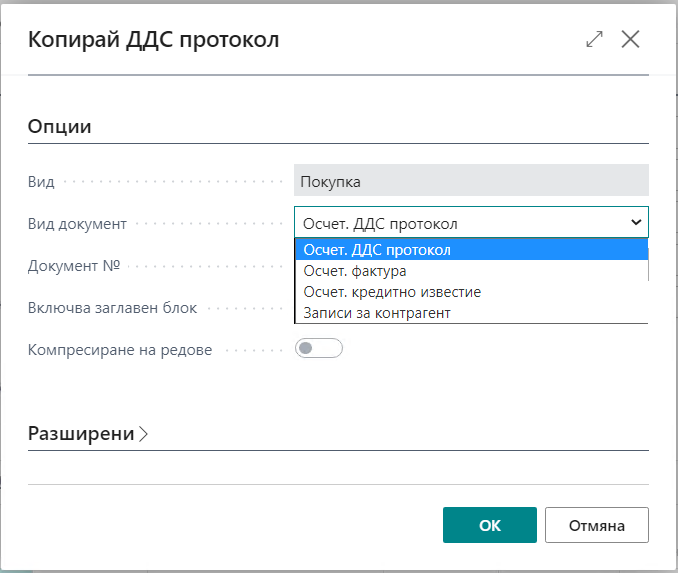 Копирай ДДС протокол
Опции
Вид
Покупка
Вид документ
Осчет. ДДС протокол
Осчет. ДДС протокол
Документ №
Осчет. фактура
Осчет. кредитно известие
Включва заглавен блок
Записи за контрагент
Компресиране на редове
Разширени
ОК
Отмяна